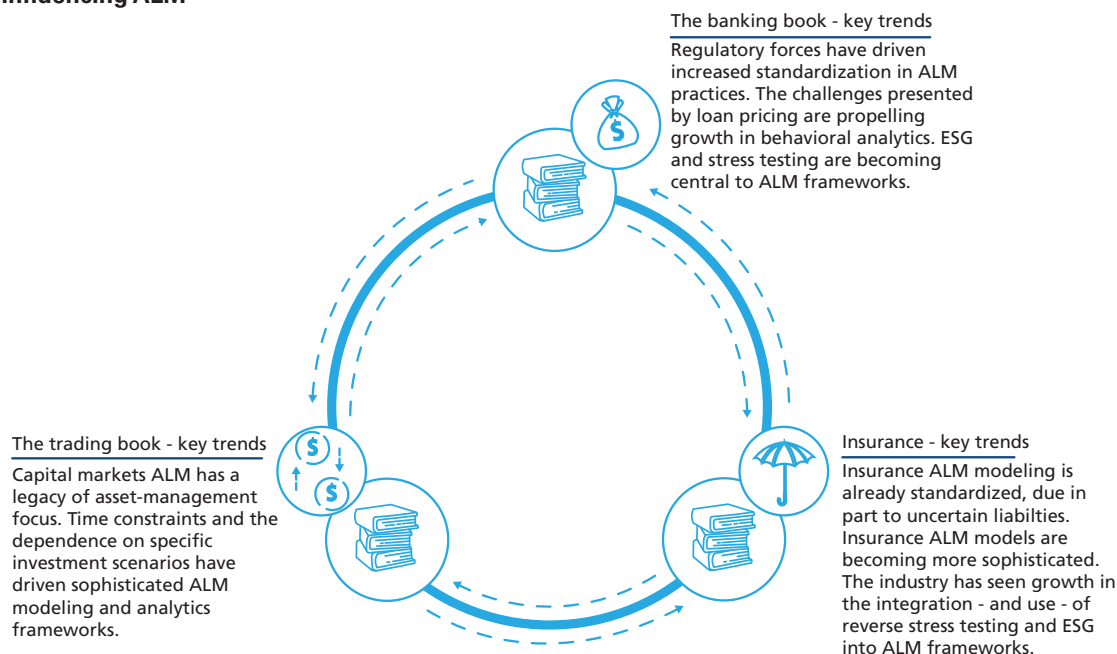 The banking book - key trends
Regulatory forces have driven
increased standardization in ALM
practices. The challenges presented
by loan pricing are propelling
growth in behavioral analytics. ESG
and stress testing are becoming
central to ALM frameworks.
$
The trading book - key trends
Capital markets ALM has a
legacy of asset-management
focus. Time constraints and the
dependence on specific
investment scenarios have
driven sophisticated ALM
modeling and analytics
frameworks.
$
$
Insurance - key trends
Insurance ALM modeling is
already standardized, due in
part to uncertain liabilties.
Insurance ALM models are
becoming more sophisticated.
The industry has seen growth in
the integration - and use - of
reverse stress testing and ESG
into ALM frameworks.